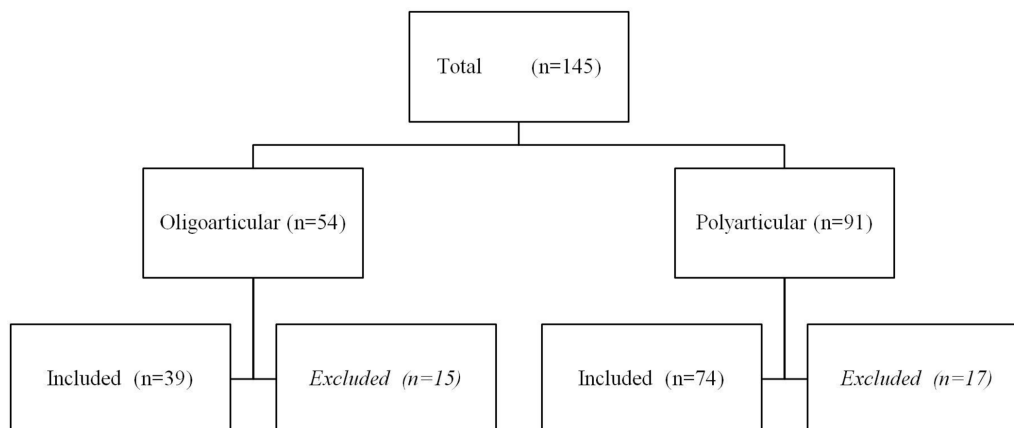 Total (n=145)
Oligoarticular (n=54)
Polyarticular (n=91)
Included (n=39)
Excluded (n=15)
Included (n=74)
Excluded (n=17)